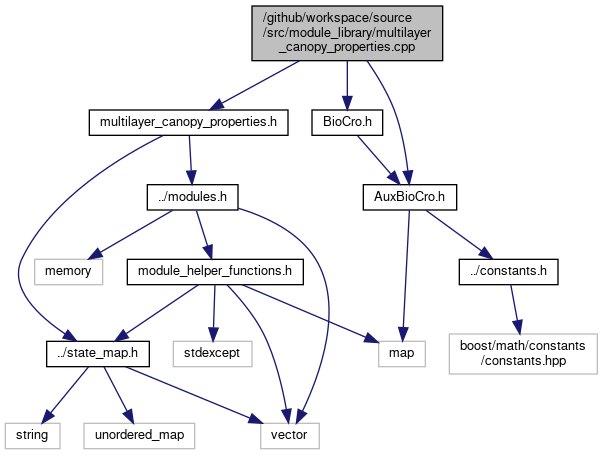 /github/workspace/source
/src/module_library/multilayer
_canopy_properties.cpp
multilayer_canopy_properties.h
BioCro.h
../modules.h
AuxBioCro.h
memory
module_helper_functions.h
../constants.h
../state_map.h
stdexcept
map
boost/math/constants
/constants.hpp
string
unordered_map
vector